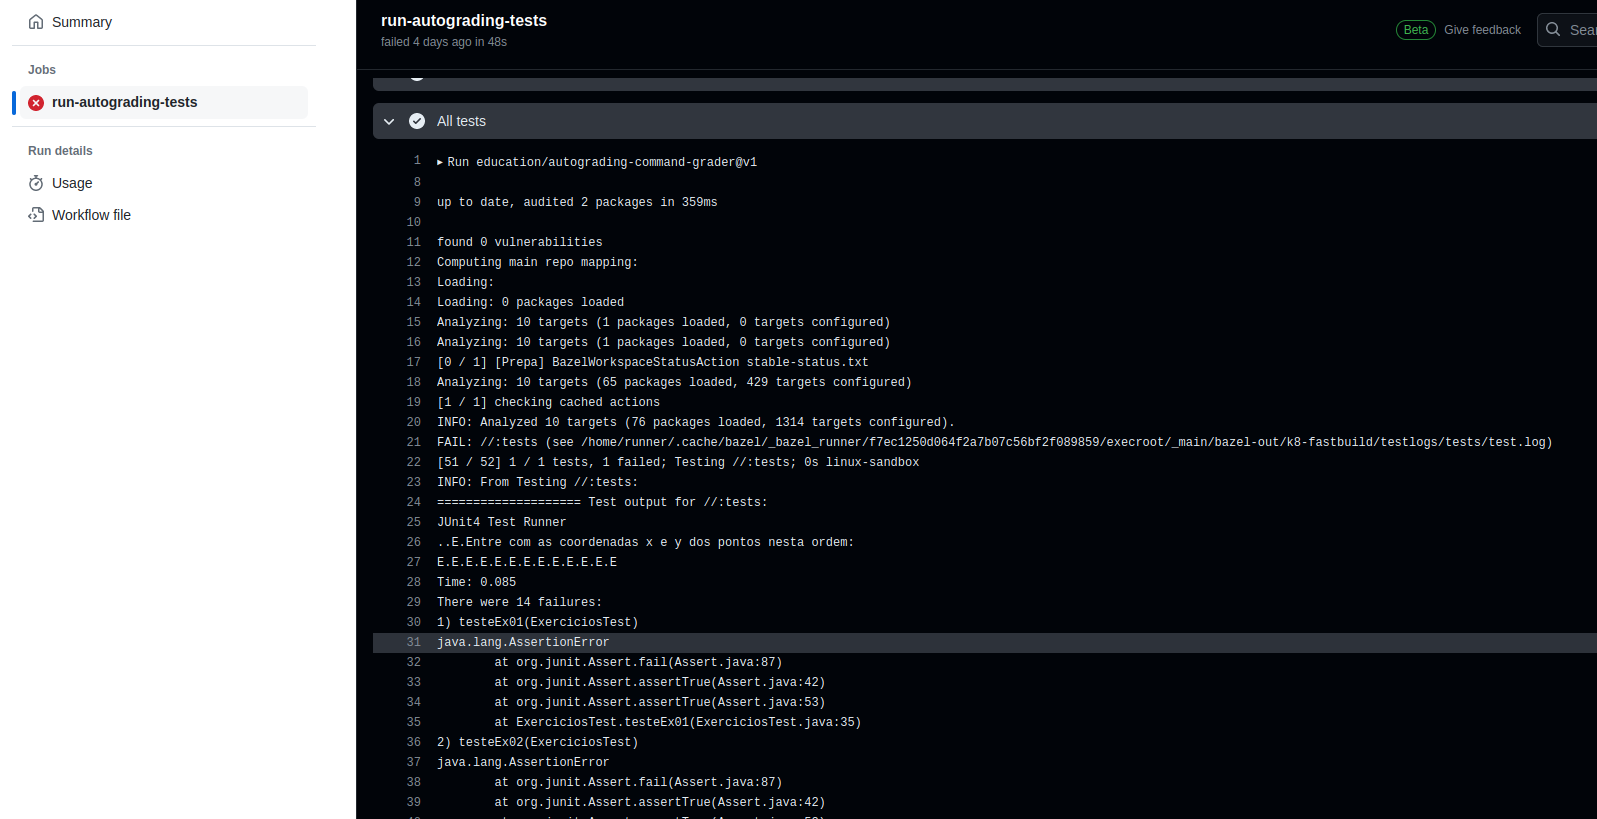 Summary
Jobs
run-autograding-tests
Run details
Usage
Workflow file
run-autograding-tests
failed 4 days ago in 48s
Beta Give feedback Sear
All tests
1 ▸ Run education/autograding-command-grader@v1
8
9 up to date, audited 2 packages in 359ms
10
11 found 0 vulnerabilities
12 Computing main repo mapping:
13 Loading:
14 Loading: 0 packages loaded
15 Analyzing: 10 targets (1 packages loaded, 0 targets configured)
16 Analyzing: 10 targets (1 packages loaded, 0 targets configured)
17 [0 / 1] [Prepa] BazelWorkspaceStatusAction stable-status.txt
18 Analyzing: 10 targets (65 packages loaded, 429 targets configured)
19 [1 / 1] checking cached actions
20 INFO: Analyzed 10 targets (76 packages loaded, 1314 targets configured).
21 FAIL: //:tests (see /home/runner/.cache/bazel/_bazel_runner/f7ec1250d064f2a7b07c56bf2f089859/execroot/_main/bazel-out/k8-fastbuild/testlogs/tests/test.log)
22 [51 / 52] 1 / 1 tests, 1 failed; Testing //:tests; 0s linux-sandbox
23 INFO: From Testing //:tests:
24 ==================== Test output for //:tests:
25 JUnit4 Test Runner
26 ..E.Entre com as coordenadas x e y dos pontos nesta ordem:
27 E.E.E.E.E.E.E.E.E.E.E.E.E
28 Time: 0.085
29 There were 14 failures:
30 1) testeEx01(ExerciciosTest)
31 java.lang.AssertionError
32 at org.junit.Assert.fail(Assert.java:87)
33 at org.junit.Assert.assertTrue(Assert.java:42)
34 at org.junit.Assert.assertTrue(Assert.java:53)
35 at ExerciciosTest.testeEx01(ExerciciosTest.java:35)
36 2) testeEx02(ExerciciosTest)
37 java.lang.AssertionError
38 at org.junit.Assert.fail(Assert.java:87)
39 at org.junit.Assert.assertTrue(Assert.java:42)